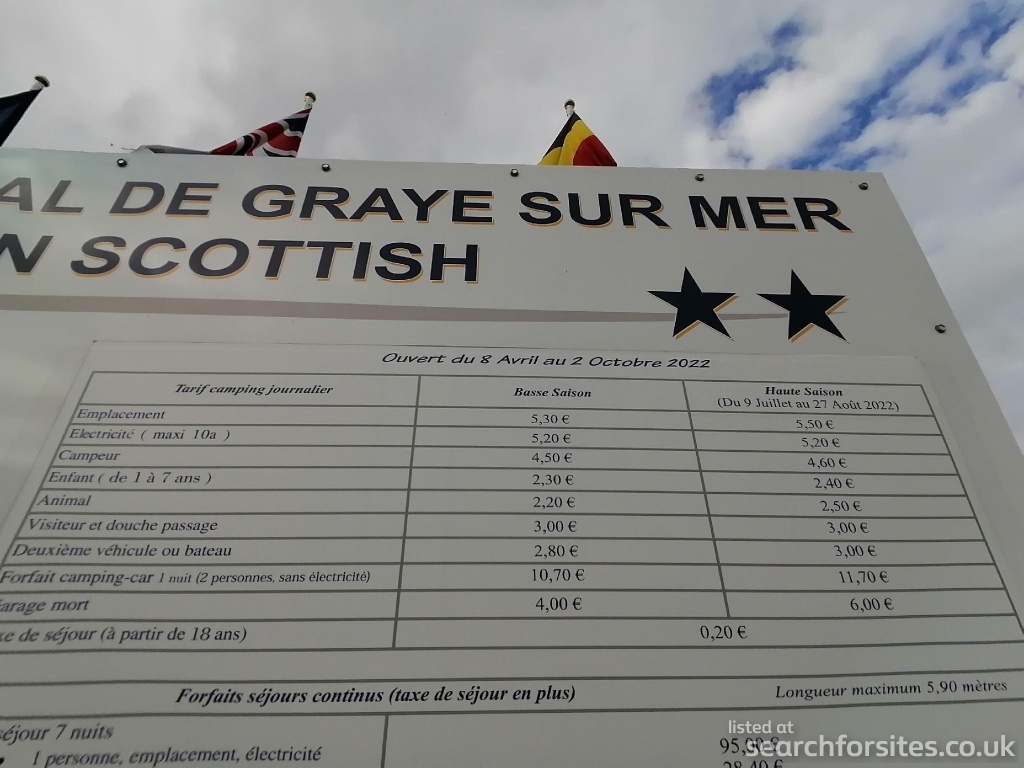 AL DE GRAYE SUR MER
N SCOTTISH
Ouvert du 8 Avril au 2 Octobre 2022
Tarif camping journalier Basse Saison Haute Saison
(Du 9 Juillet au 27 Août 2022)
Emplacement 5,30 € 5,50 €
Electricité ( maxi 10a ) 5,20 € 5,20 €
Campeur 4,50 € 4,60 €
Enfant ( de 1 à 7 ans ) 2,30 € 2,40 €
Animal 2,20 € 2,50 €
Visiteur et douche passage 3,00 € 3,00 €
Deuxième véhicule ou bateau 2,80 € 3,00 €
Forfait camping-car 1 nuit (2 personnes, sans électricité) 10,70 € 11,70 €
arage mort 4,00 € 6,00 €
xe de séjour (à partir de 18 ans) 0,20 €
Forfaits séjours continus (taxe de séjour en plus) Longueur maximum 5,90 mètres
séjour 7 nuits
• 1 personne, emplacement, électricité
listed at
searchforsites.co.uk